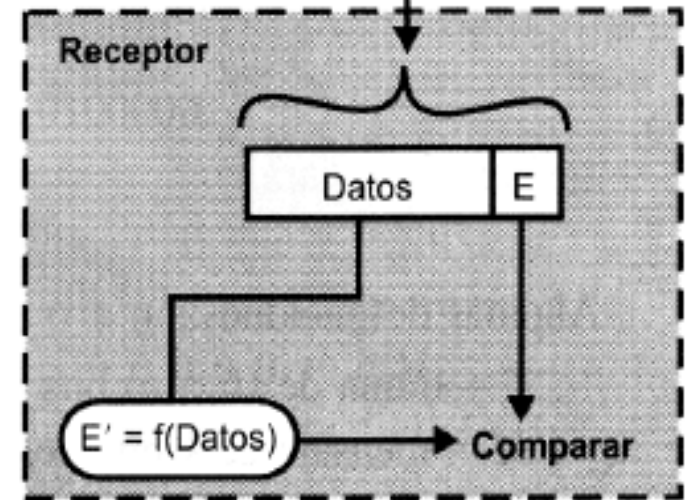 Receptor
Datos E
E' = f(Datos)
Comparar